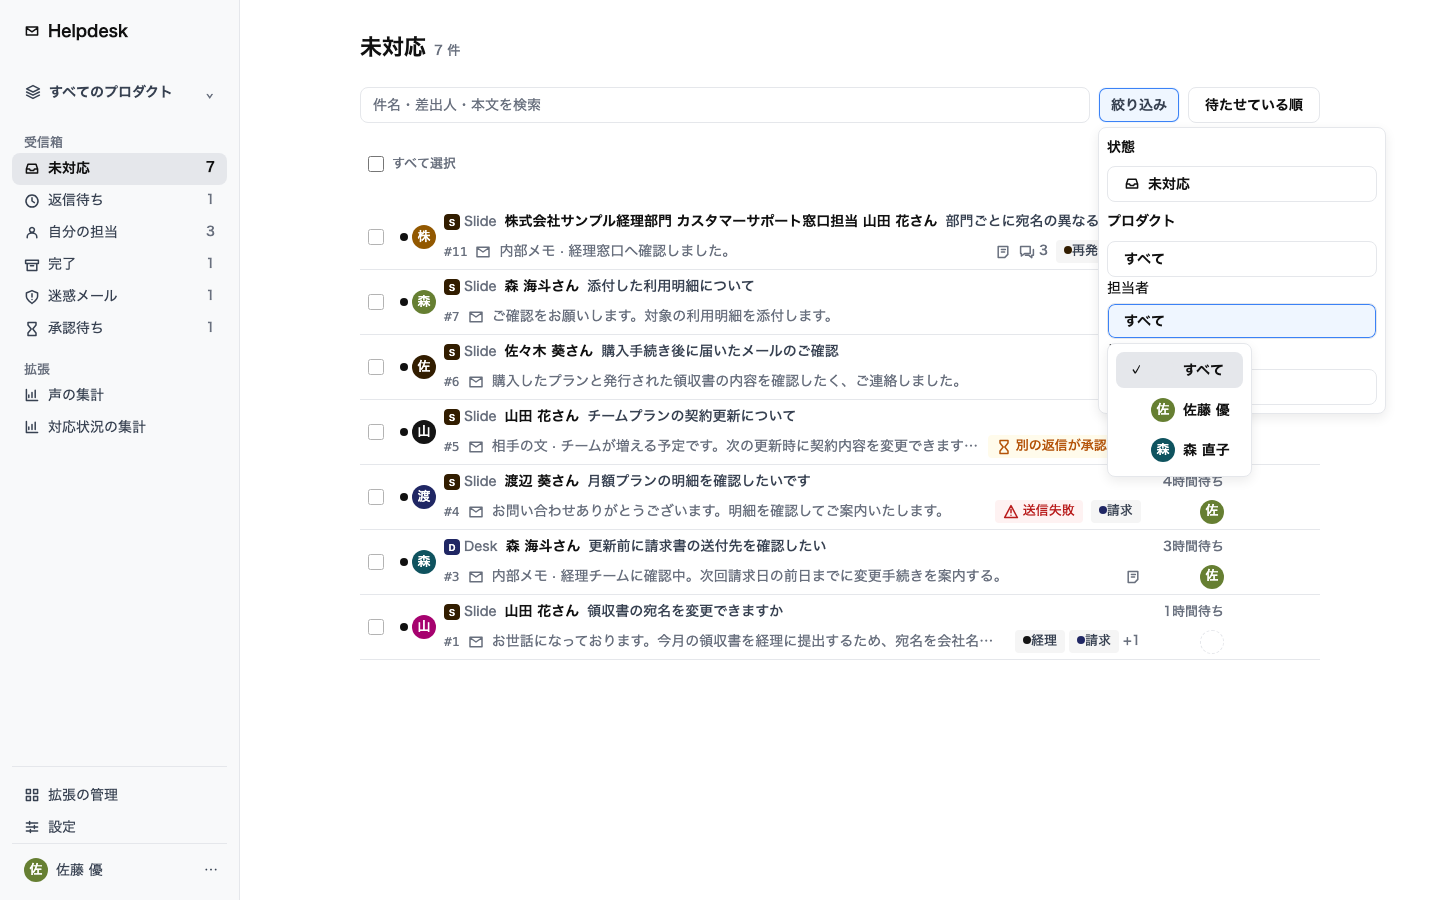 Helpdesk
すべてのプロダクト
受信箱
未対応 7
返信待ち 1
自分の担当 3
完了 1
迷惑メール 1
承認待ち 1
拡張
声の集計
対応状況の集計
拡張の管理
設定
佐 佐藤 優 …
未対応 7 件
件名・差出人・本文を検索
絞り込み
待たせている順
すべて選択
株 S Slide 株式会社サンプル経理部門 カスタマーサポート窓口担当 山田 花さん 部門ごとに宛名の異なる
#11 内部メモ · 経理窓口へ確認しました。 3 再発
森 S Slide 森 海斗さん 添付した利用明細について
#7 ご確認をお願いします。対象の利用明細を添付します。
佐 S Slide 佐々木 葵さん 購入手続き後に届いたメールのご確認
#6 購入したプランと発行された領収書の内容を確認したく、ご連絡しました。
山 S Slide 山田 花さん チームプランの契約更新について
#5 相手の文 · チームが増える予定です。次の更新時に契約内容を変更できます… 別の返信が承認
渡 S Slide 渡辺 葵さん 月額プランの明細を確認したいです 4時間待ち
#4 お問い合わせありがとうございます。明細を確認してご案内いたします。 送信失敗 請求 佐
森 D Desk 森 海斗さん 更新前に請求書の送付先を確認したい 3時間待ち
#3 内部メモ · 経理チームに確認中。次回請求日の前日までに変更手続きを案内する。 佐
山 S Slide 山田 花さん 領収書の宛名を変更できますか 1時間待ち
#1 お世話になっております。今月の領収書を経理に提出するため、宛名を会社名… 経理 請求 +1
状態
未対応
プロダクト
すべて
担当者
すべて
✓ すべて
佐 佐藤 優
森 森 直子